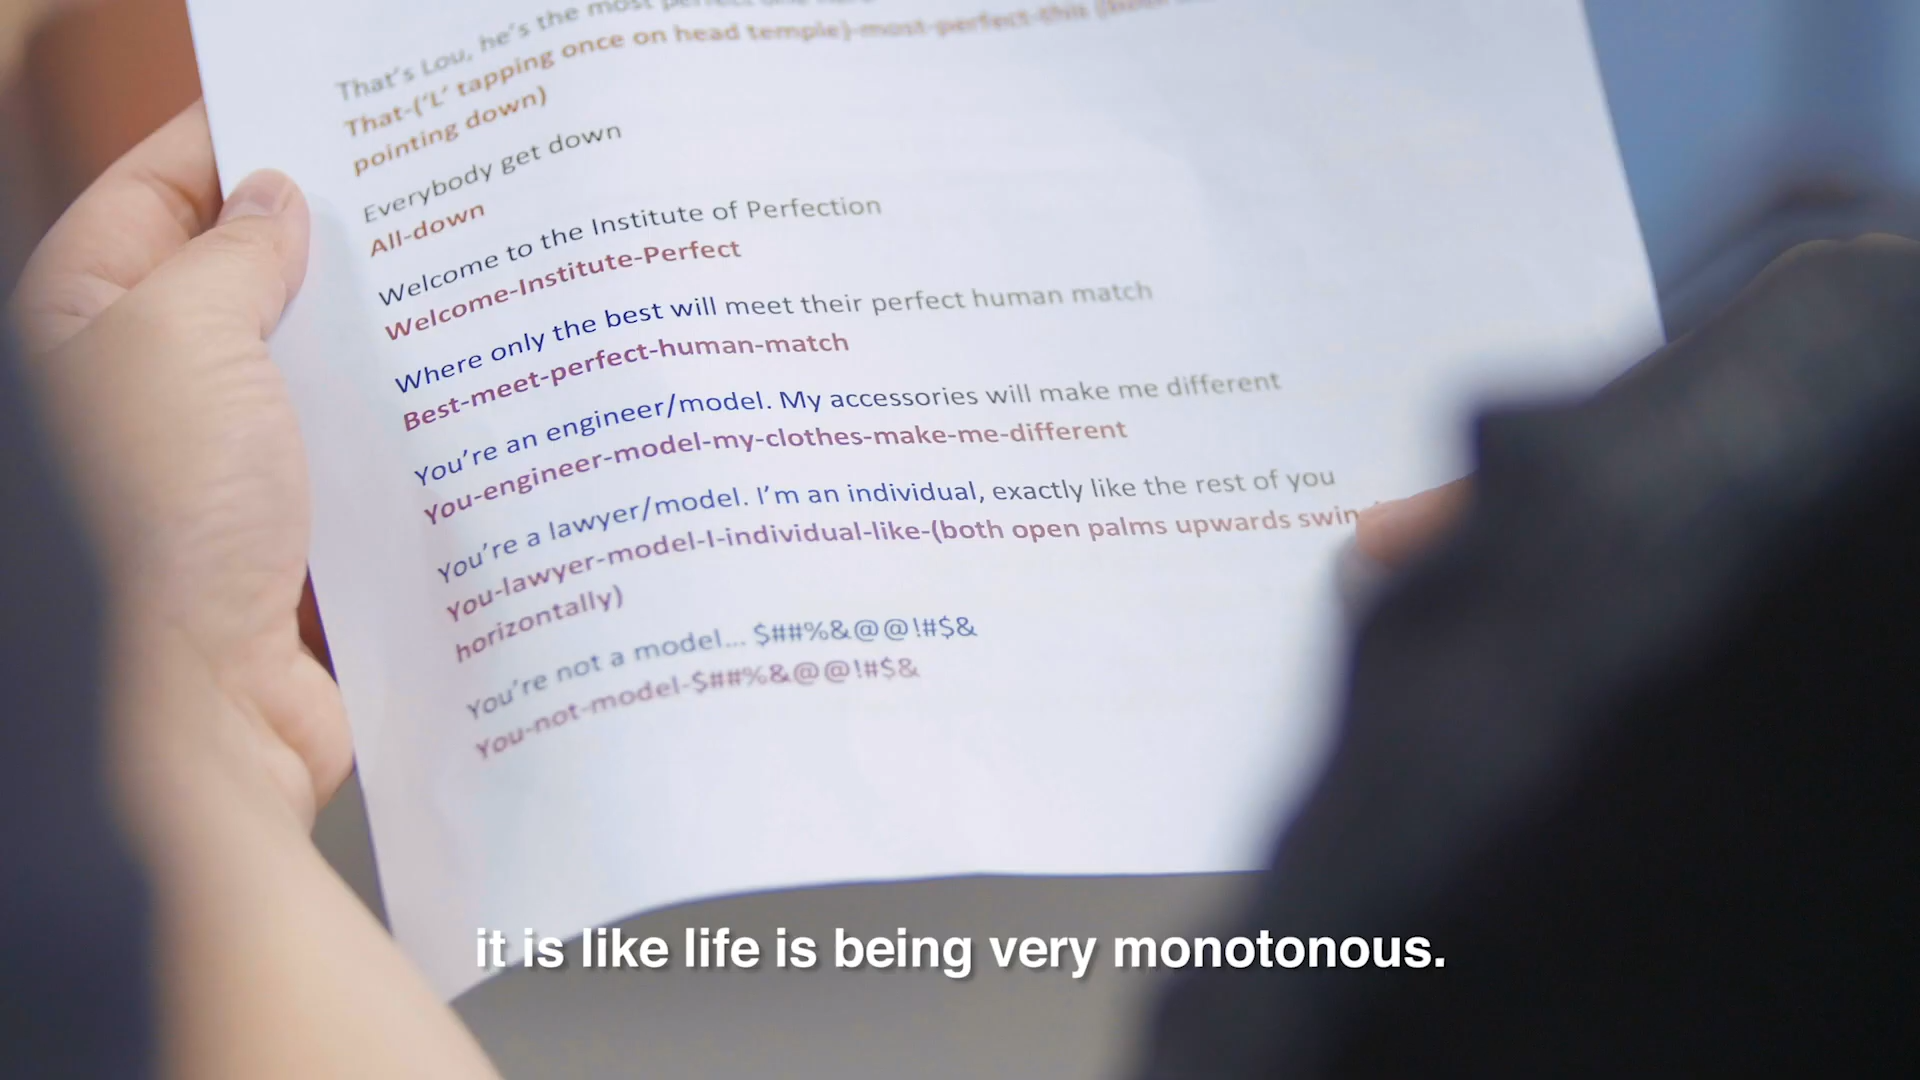 That's Lou, he's the most perfect one
That-('L' tapping once on head temple)-most-perfect-this (both
pointing down)
Everybody get down
All-down
Welcome to the Institute of Perfection
Welcome-Institute-Perfect
Where only the best will meet their perfect human match
Best-meet-perfect-human-match
You're an engineer/model. My accessories will make me different
You-engineer-model-my-clothes-make-me-different
You're a lawyer/model. I'm an individual, exactly like the rest of you
You-lawyer-model-I-individual-like-(both open palms upwards swin
horizontally)
You're not a model... $##%&@@!#$&
You-not-model-$##%&@@!#$&
it is like life is being very monotonous.